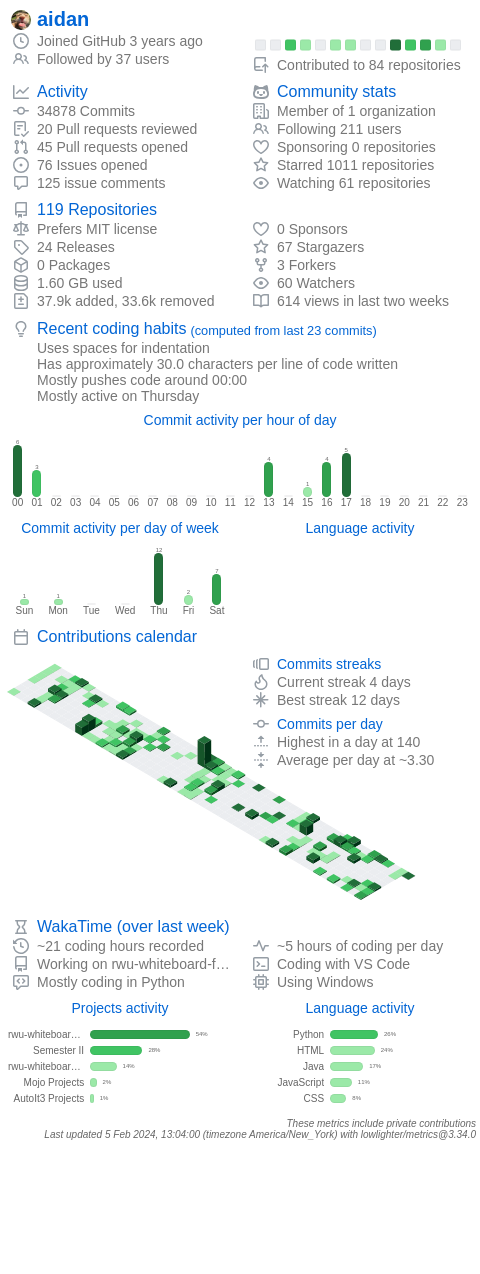 aidan
Joined GitHub 3 years ago
Followed by 37 users
Contributed to 84 repositories
Activity
34878 Commits
20 Pull requests reviewed
45 Pull requests opened
76 Issues opened
125 issue comments
Community stats
Member of 1 organization
Following 211 users
Sponsoring 0 repositories
Starred 1011 repositories
Watching 61 repositories
119 Repositories
Prefers MIT license
24 Releases
0 Packages
1.60 GB used
37.9k added, 33.6k removed
0 Sponsors
67 Stargazers
3 Forkers
60 Watchers
614 views in last two weeks
Recent coding habits (computed from last 23 commits)
Uses spaces for indentation
Has approximately 30.0 characters per line of code written
Mostly pushes code around 00:00
Mostly active on Thursday
Commit activity per hour of day
6 3 4 1 4 5
00 01 02 03 04 05 06 07 08 09 10 11 12 13 14 15 16 17 18 19 20 21 22 23
Commit activity per day of week
1 1 12 2 7
Sun Mon Tue Wed Thu Fri Sat
Language activity
Contributions calendar
Commits streaks
Current streak 4 days
Best streak 12 days
Commits per day
Highest in a day at 140
Average per day at ~3.30
WakaTime (over last week)
~21 coding hours recorded
Working on rwu-whiteboard-f…
Mostly coding in Python
~5 hours of coding per day
Coding with VS Code
Using Windows
Projects activity
rwu-whiteboar… 54%
Semester II 28%
rwu-whiteboar… 14%
Mojo Projects 2%
AutoIt3 Projects 1%
Language activity
Python 26%
HTML 24%
Java 17%
JavaScript 11%
CSS 8%
These metrics include private contributions
Last updated 5 Feb 2024, 13:04:00 (timezone America/New_York) with lowlighter/metrics@3.34.0